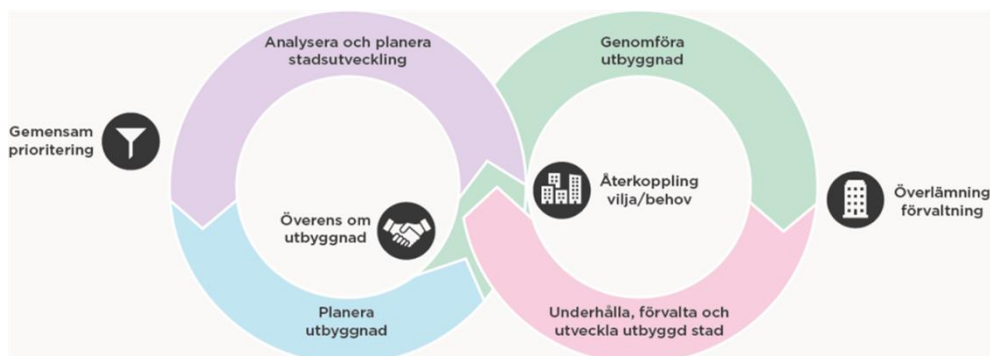 Analysera och planera
stadsutveckling
Genomföra
utbyggnad
Gemensam
prioritering
Återkoppling
vilja/behov
Överlämning
förvaltning
Överens om
utbyggnad
Planera
utbyggnad
Underhålla, förvalta och
utveckla utbyggd stad